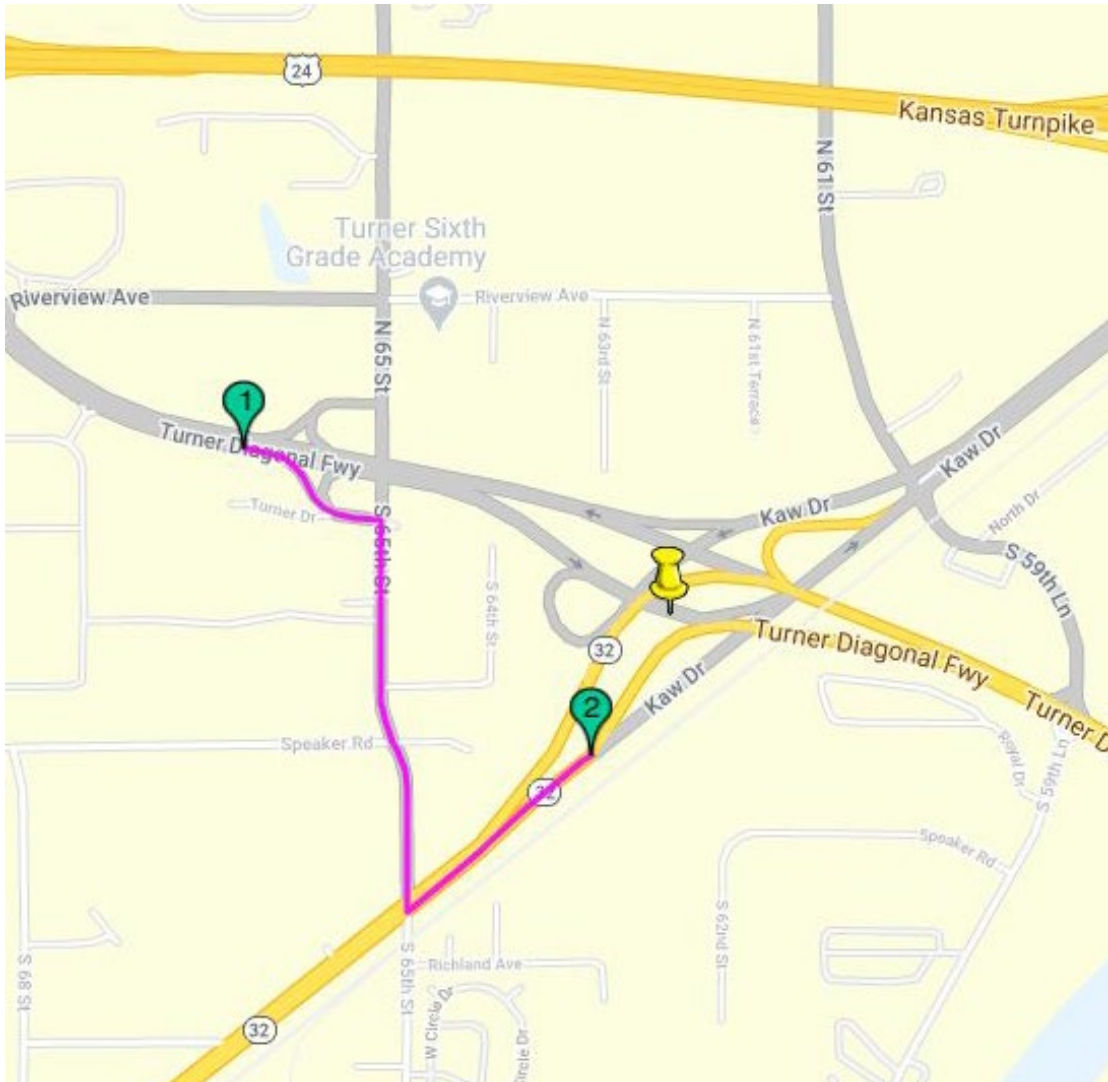 24
Kansas Turnpike
N 61 St
Turner Sixth
Grade Academy
Riverview Ave
Riverview Ave
N 65 St
N 63rd St
N 61st Terrace
1
Turner Diagonal Fwy
Kaw Dr
Kaw Dr
Turner Dr
S 65th St
North Dr
S 59th Ln
S 64th St
32
Turner Diagonal Fwy
Kaw Dr
2
Turner D
Speaker Rd
Royal Dr
32
S 59th Ln
Speaker Rd
S 62nd St
S 68 St
S 65th St
Richland Ave
W Circle D
Circle Dr
32